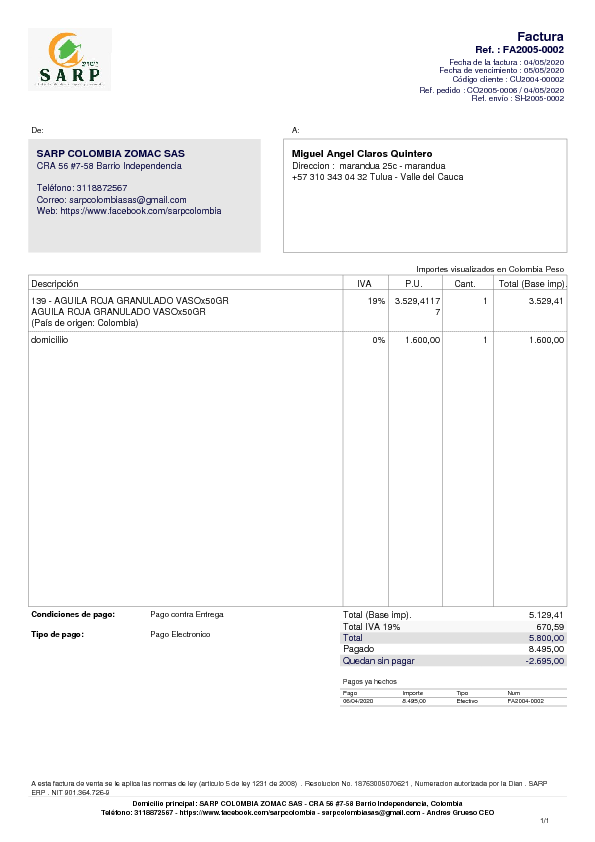 SARP
Factura
Ref. : FA2005-0002
Fecha de la factura : 04/05/2020
Fecha de vencimiento : 05/05/2020
Código cliente : CU2004-00002
Ref. pedido : CO2005-0006 / 04/05/2020
Ref. envío : SH2005-0002
De:
A:
SARP COLOMBIA ZOMAC SAS
CRA 56 #7-58 Barrio Independencia
Teléfono: 3118872567
Correo: sarpcolombiasas@gmail.com
Web: https://www.facebook.com/sarpcolombia
Miguel Angel Claros Quintero
Direccion : marandua 25c - marandua
+57 310 343 04 32 Tulua - Valle del Cauca
Importes visualizados en Colombia Peso
Descripción IVA P.U. Cant. Total (Base imp).
139 - AGUILA ROJA GRANULADO VASOx50GR 19% 3.529,4117 1 3.529,41
AGUILA ROJA GRANULADO VASOx50GR 7
(País de origen: Colombia)
domiciliio 0% 1.600,00 1 1.600,00
Condiciones de pago: Pago contra Entrega
Tipo de pago: Pago Electronico
Total (Base imp). 5.129,41
Total IVA 19% 670,59
Total 5.800,00
Pagado 8.495,00
Quedan sin pagar -2.695,00
Pagos ya hechos
Pago Importe Tipo Num
06/04/2020 8.495,00 Efectivo PA2004-0002
A esta factura de venta se le aplica las normas de ley (articulo 5 de ley 1231 de 2008) . Resolucion No. 18763005070621 , Numeracion autorizada por la Dian . SARP
ERP . NIT 901.364.726-9
Domicilio principal: SARP COLOMBIA ZOMAC SAS - CRA 56 #7-58 Barrio Independencia, Colombia
Teléfono: 3118872567 - https://www.facebook.com/sarpcolombia - sarpcolombiasas@gmail.com - Andres Grueso CEO
1/1